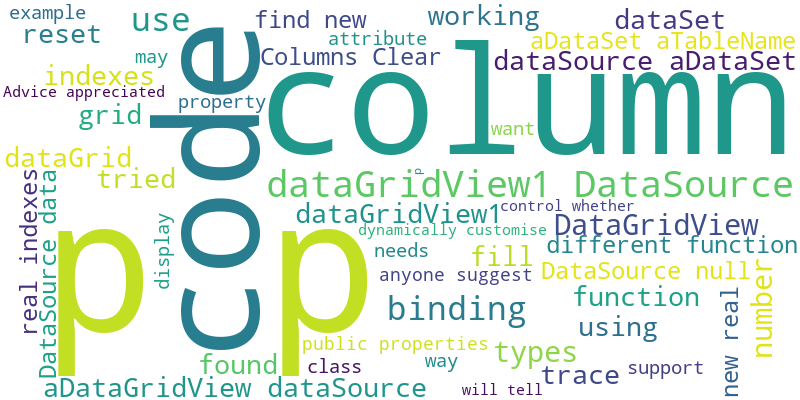 example
reset
use
find new
working
dataSet
attribute
aDataSet aTableName
may
Columns Clear
dataSource aDataSet
indexes
Advice appreciated
property
column
grid
code
want
dataGrid
tried
p
dataGridView1 DataSource
real indexes
DataSource data
display
dataGridView1
control whether
DataGridView
dynamically customise
different function
needs
fill
anyone suggest
DataSource null
p p
binding
function
using
number
new real
public properties
types
found
class
way
trace
support
aDataGridView dataSource
will tell